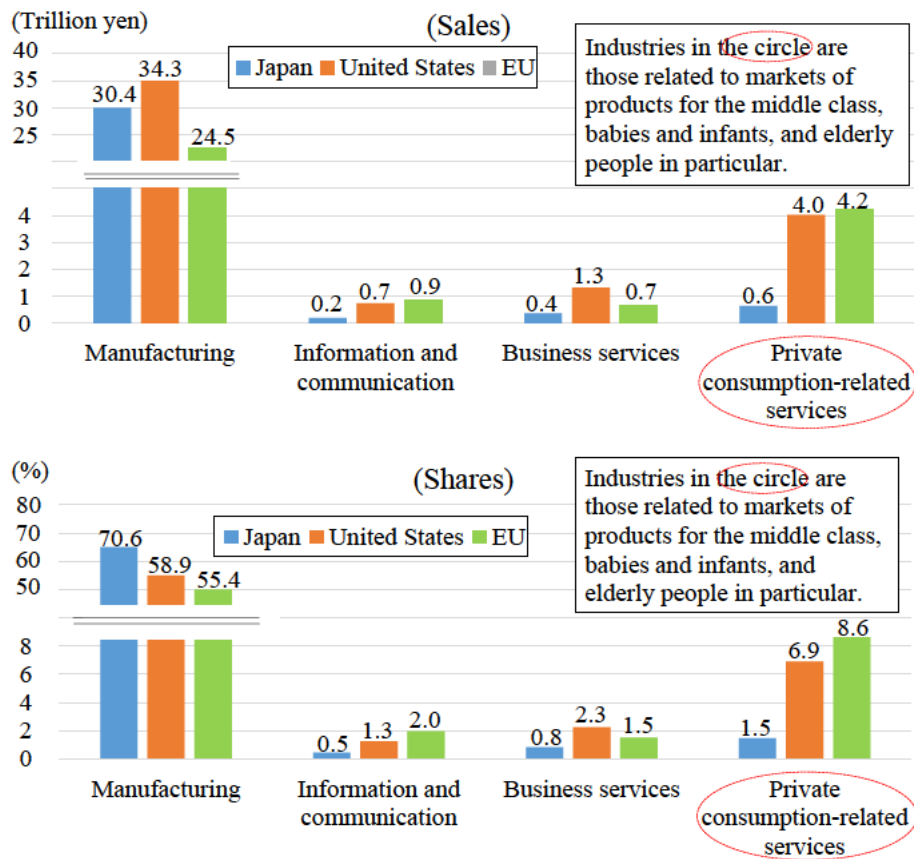 (Trillion yen)
(Sales)
Japan United States EU
Industries in the circle are
those related to markets of
products for the middle class,
babies and infants, and elderly
people in particular.
40
35
30
25
4
3
2
1
0
30.4 34.3 24.5
0.2 0.7 0.9
0.4 1.3 0.7
0.6 4.0 4.2
Manufacturing
Information and
communication
Business services
Private
consumption-related
services
(%)
(Shares)
Japan United States EU
Industries in the circle are
those related to markets of
products for the middle class,
babies and infants, and
elderly people in particular.
80
70
60
50
8
6
4
2
0
70.6 58.9 55.4
0.5 1.3 2.0
0.8 2.3 1.5
1.5 6.9 8.6
Manufacturing
Information and
communication
Business services
Private
consumption-related
services